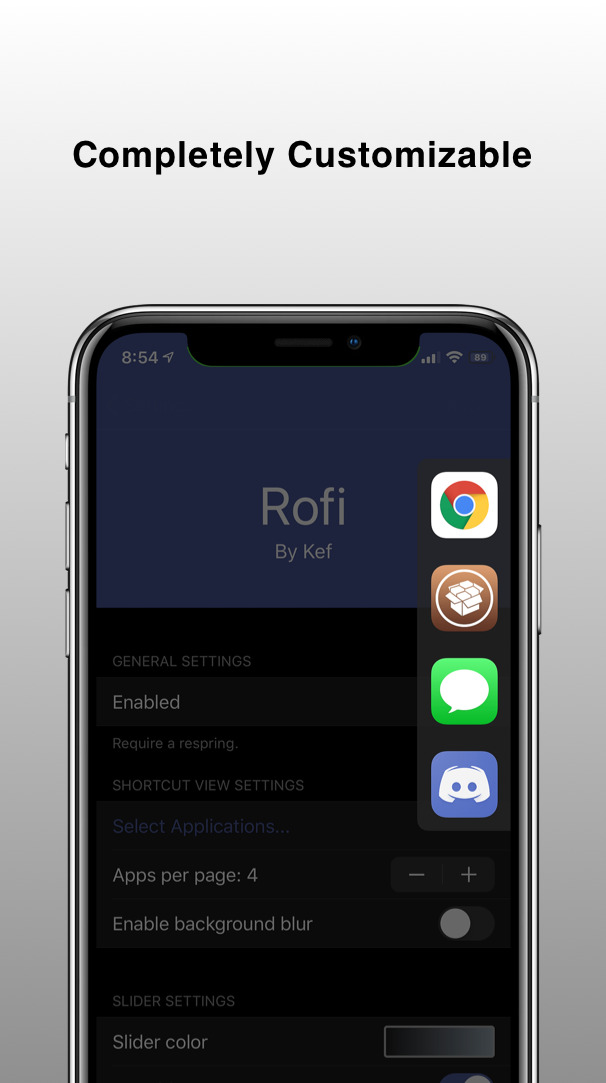 Completely Customizable
8:54
89
Rofi
By Kef
GENERAL SETTINGS
Enabled
Require a respring.
SHORTCUT VIEW SETTINGS
Select Applications...
Apps per page: 4
Enable background blur
SLIDER SETTINGS
Slider color